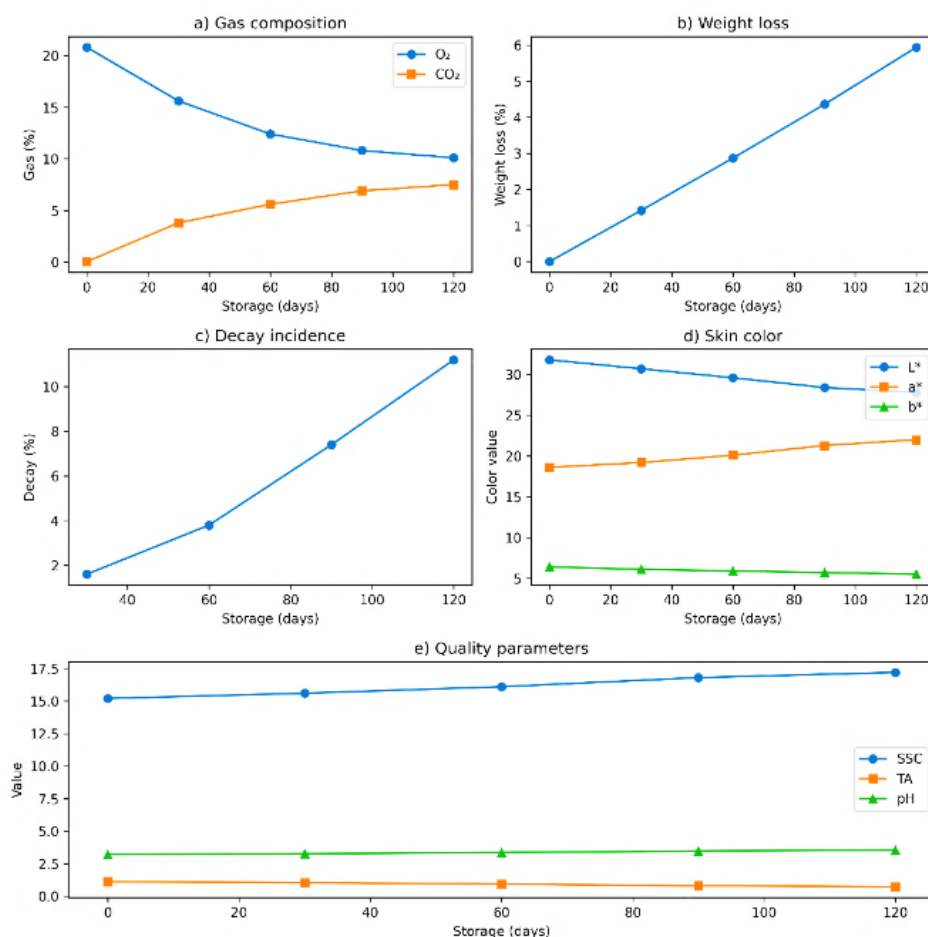 a) Gas composition
O₂
CO₂
20
15
10
5
0
Gas (%)
0 20 40 60 80 100 120
Storage (days)
b) Weight loss
6
5
4
3
2
1
0
Weight loss (%)
0 20 40 60 80 100 120
Storage (days)
c) Decay incidence
10
8
6
4
2
Decay (%)
40 60 80 100 120
Storage (days)
d) Skin color
L*
a*
b*
30
25
20
15
10
5
Color value
0 20 40 60 80 100 120
Storage (days)
e) Quality parameters
SSC
TA
pH
17.5
15.0
12.5
10.0
7.5
5.0
2.5
0.0
Value
0 20 40 60 80 100 120
Storage (days)